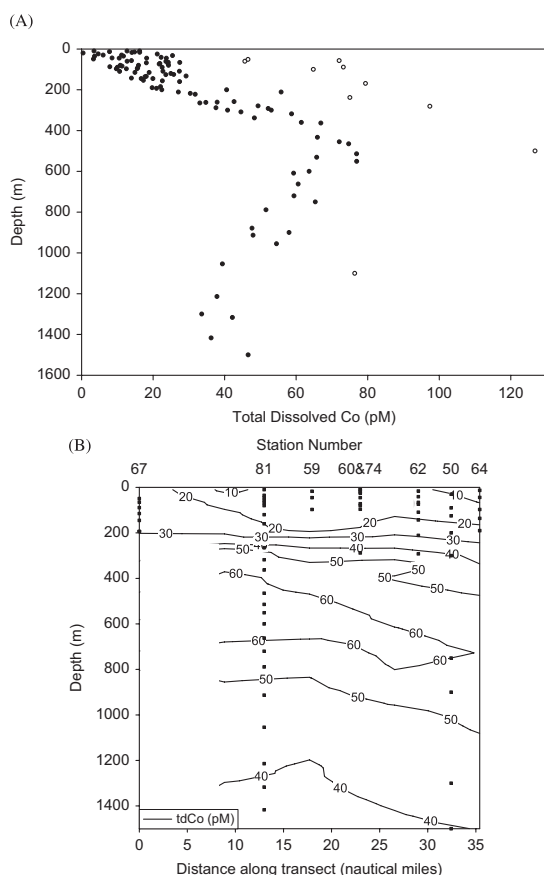 (A)
0
200
400
600
800
1000
1200
1400
1600
Depth (m)
0 20 40 60 80 100 120
Total Dissolved Co (pM)
(B)
Station Number
67 81 59 60&74 62 50 64
0
200
400
600
800
1000
1200
1400
Depth (m)
10 10
20 20 20
30 30 30
40 40 40
50 50 50 50
60 60
60 60 60
50 50 50
40 40 40
tdCo (pM)
0 5 10 15 20 25 30 35
Distance along transect (nautical miles)